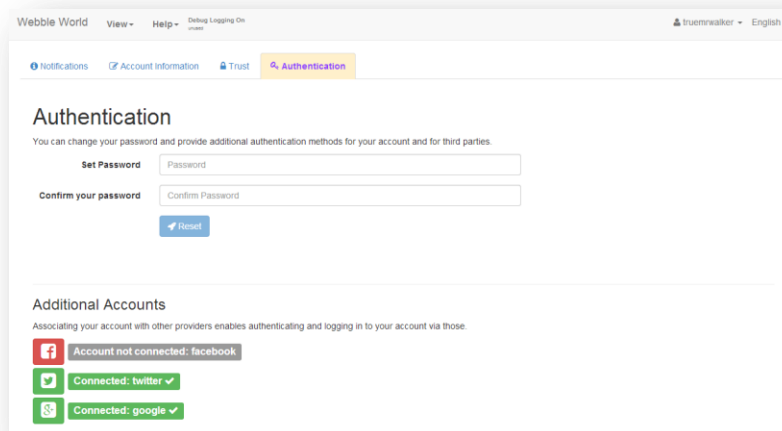 Webble World View Help Debug Logging On truemrwalker English
Notifications Account Information Trust Authentication
Authentication
You can change your password and provide additional authentication methods for your account and for third parties.
Set Password Password
Confirm your password Confirm Password
Reset
Additional Accounts
Associating your account with other providers enables authenticating and logging in to your account via those.
Account not connected: facebook
Connected: twitter
Connected: google